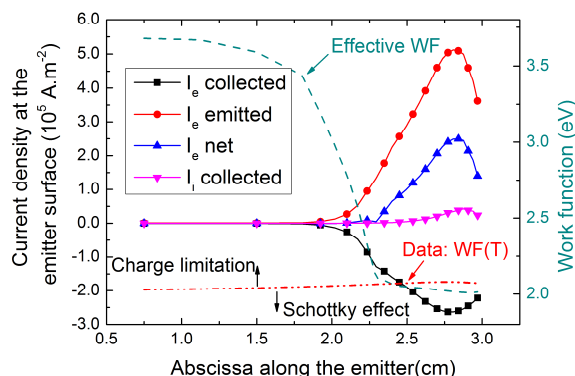 Current density at the
emitter surface (10⁵ A.m⁻²)
6.0
5.0
4.0
3.0
2.0
1.0
0.0
-1.0
-2.0
-3.0
Iₑ collected
Iₑ emitted
Iₑ net
Iᵢ collected
Effective WF
Data: WF(T)
Charge limitation
Schottky effect
3.5
3.0
2.5
2.0
Work function (eV)
0.5 1.0 1.5 2.0 2.5 3.0
Abscissa along the emitter(cm)